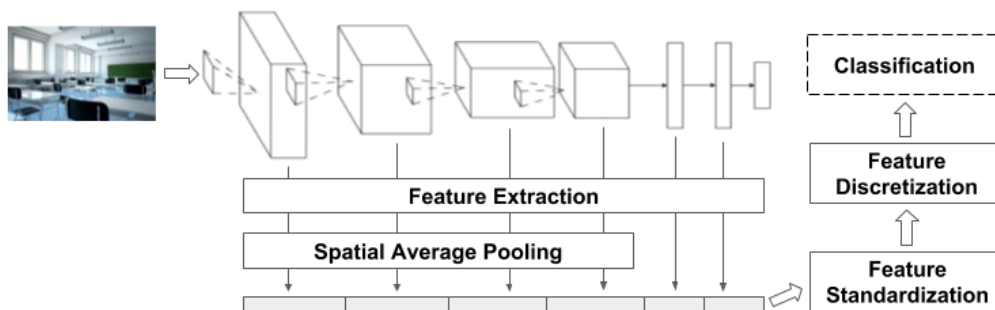 Classification
Feature
Discretization
Feature Extraction
Spatial Average Pooling
Feature
Standardization